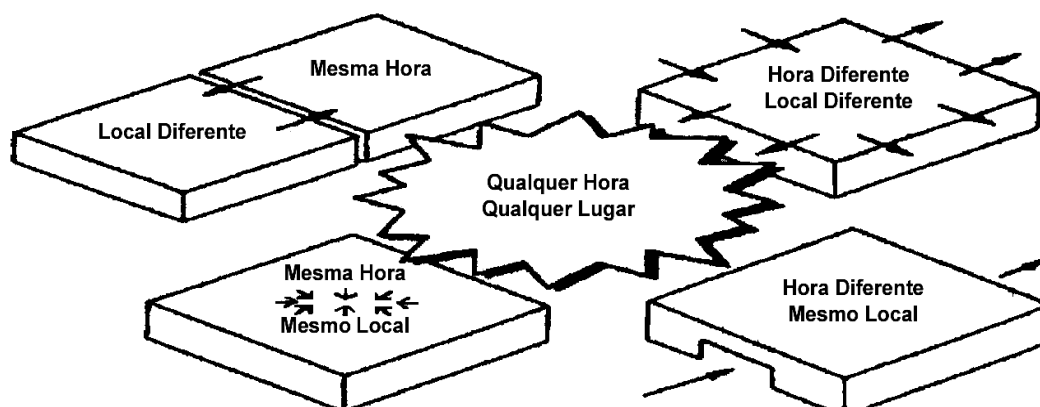 Mesma Hora
Local Diferente
Hora Diferente
Local Diferente
Qualquer Hora
Qualquer Lugar
Mesma Hora
Mesmo Local
Hora Diferente
Mesmo Local